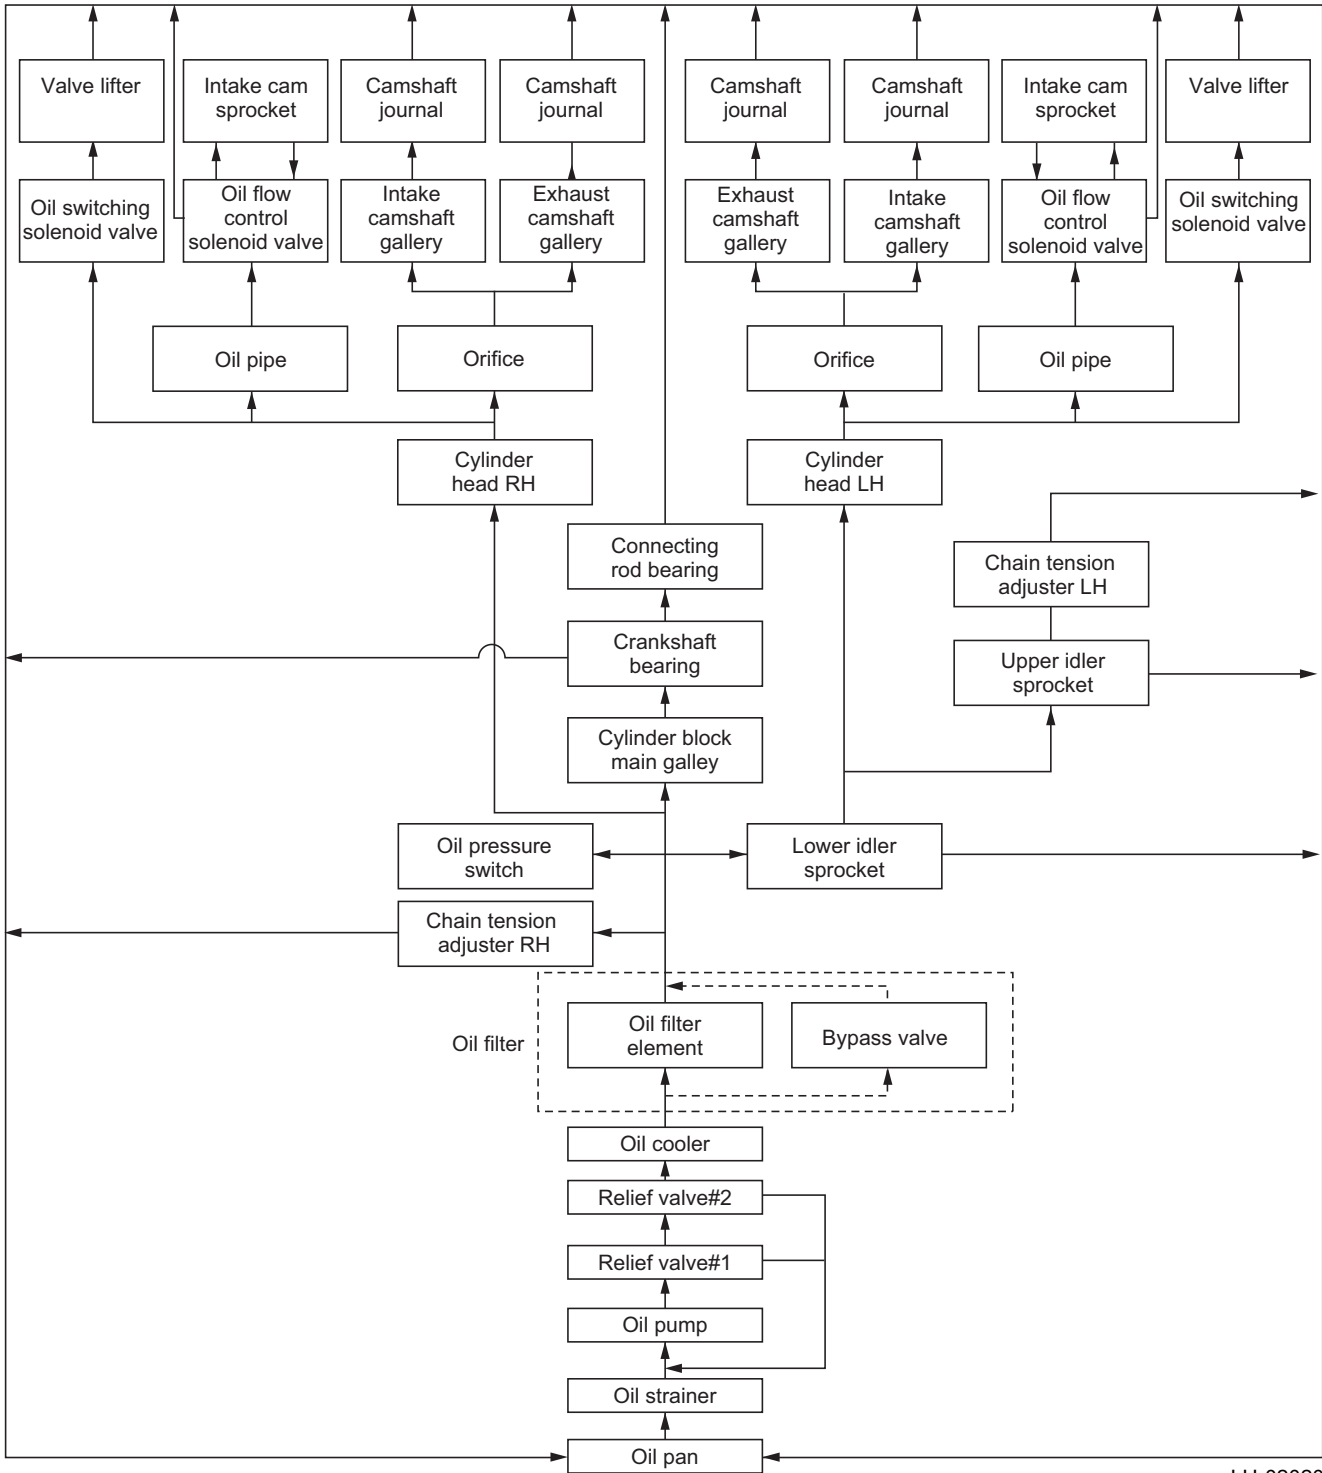 Valve lifter
Intake cam
sprocket
Camshaft
journal
Camshaft
journal
Camshaft
journal
Camshaft
journal
Intake cam
sprocket
Valve lifter
Oil switching
solenoid valve
Oil flow
control
solenoid valve
Intake
camshaft
gallery
Exhaust
camshaft
gallery
Exhaust
camshaft
gallery
Intake
camshaft
gallery
Oil flow
control
solenoid valve
Oil switching
solenoid valve
Oil pipe
Orifice
Orifice
Oil pipe
Cylinder
head RH
Cylinder
head LH
Connecting
rod bearing
Chain tension
adjuster LH
Crankshaft
bearing
Upper idler
sprocket
Cylinder block
main galley
Oil pressure
switch
Lower idler
sprocket
Chain tension
adjuster RH
Oil filter
Oil filter
element
Bypass valve
Oil cooler
Relief valve#2
Relief valve#1
Oil pump
Oil strainer
Oil pan